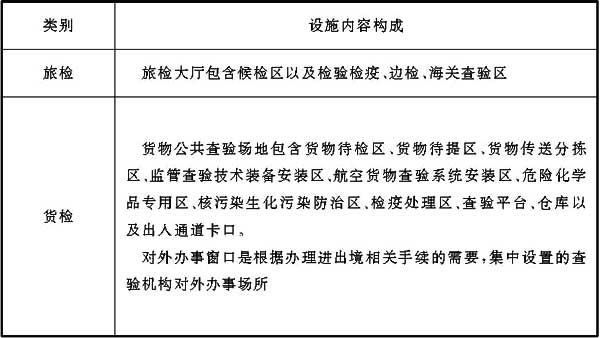 类别 设施内容构成
旅检 旅检大厅包含候检区以及检验检疫、边检、海关查验区
货物公共查验场地包含货物待检区、货物待提区、货物传送分拣
区、监管查验技术装备安装区、航空货物查验系统安装区、危险化学
品专用区、核污染生化污染防治区、检疫处理区、查验平台、仓库以
货检 及出入通道卡口。
对外办事窗口是根据办理进出境相关手续的需要,集中设置的查
验机构对外办事场所